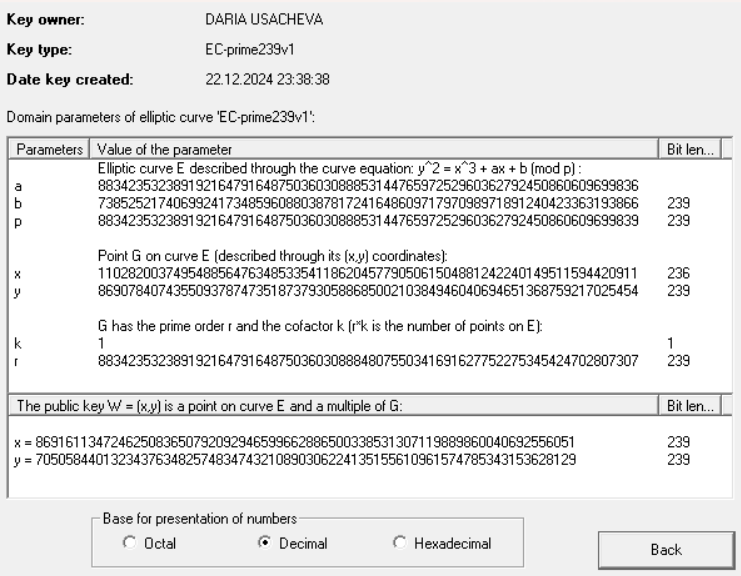 Key owner: DARIA USACHEVA
Key type: EC-prime239v1
Date key created: 22.12.2024 23:38:38
Domain parameters of elliptic curve 'EC-prime239v1':
Parameters Value of the parameter Bit len...
Elliptic curve E described through the curve equation: y^2 = x^3 + ax + b (mod p) :
a 883423532389192164791648750360308885314476597252960362792450860609699836
b 738525217406992417348596088038781724164860971797098971891240423363193866 239
p 883423532389192164791648750360308885314476597252960362792450860609699839 239
Point G on curve E (described through its (x,y) coordinates):
x 110282003749548856476348533541186204577905061504881242240149511594420911 236
y 869078407435509378747351873793058868500210384946040694651368759217025454 239
G has the prime order r and the cofactor k (r*k is the number of points on E):
k 1 1
r 883423532389192164791648750360308884807550341691627752275345424702807307 239
The public key W = (x,y) is a point on curve E and a multiple of G: Bit len...
x = 869161134724625083650792092946599662886500338531307119889860040692556051 239
y = 705058440132343763482574834743210890306224135155610961574785343153628129 239
Base for presentation of numbers
Octal Decimal Hexadecimal
Back